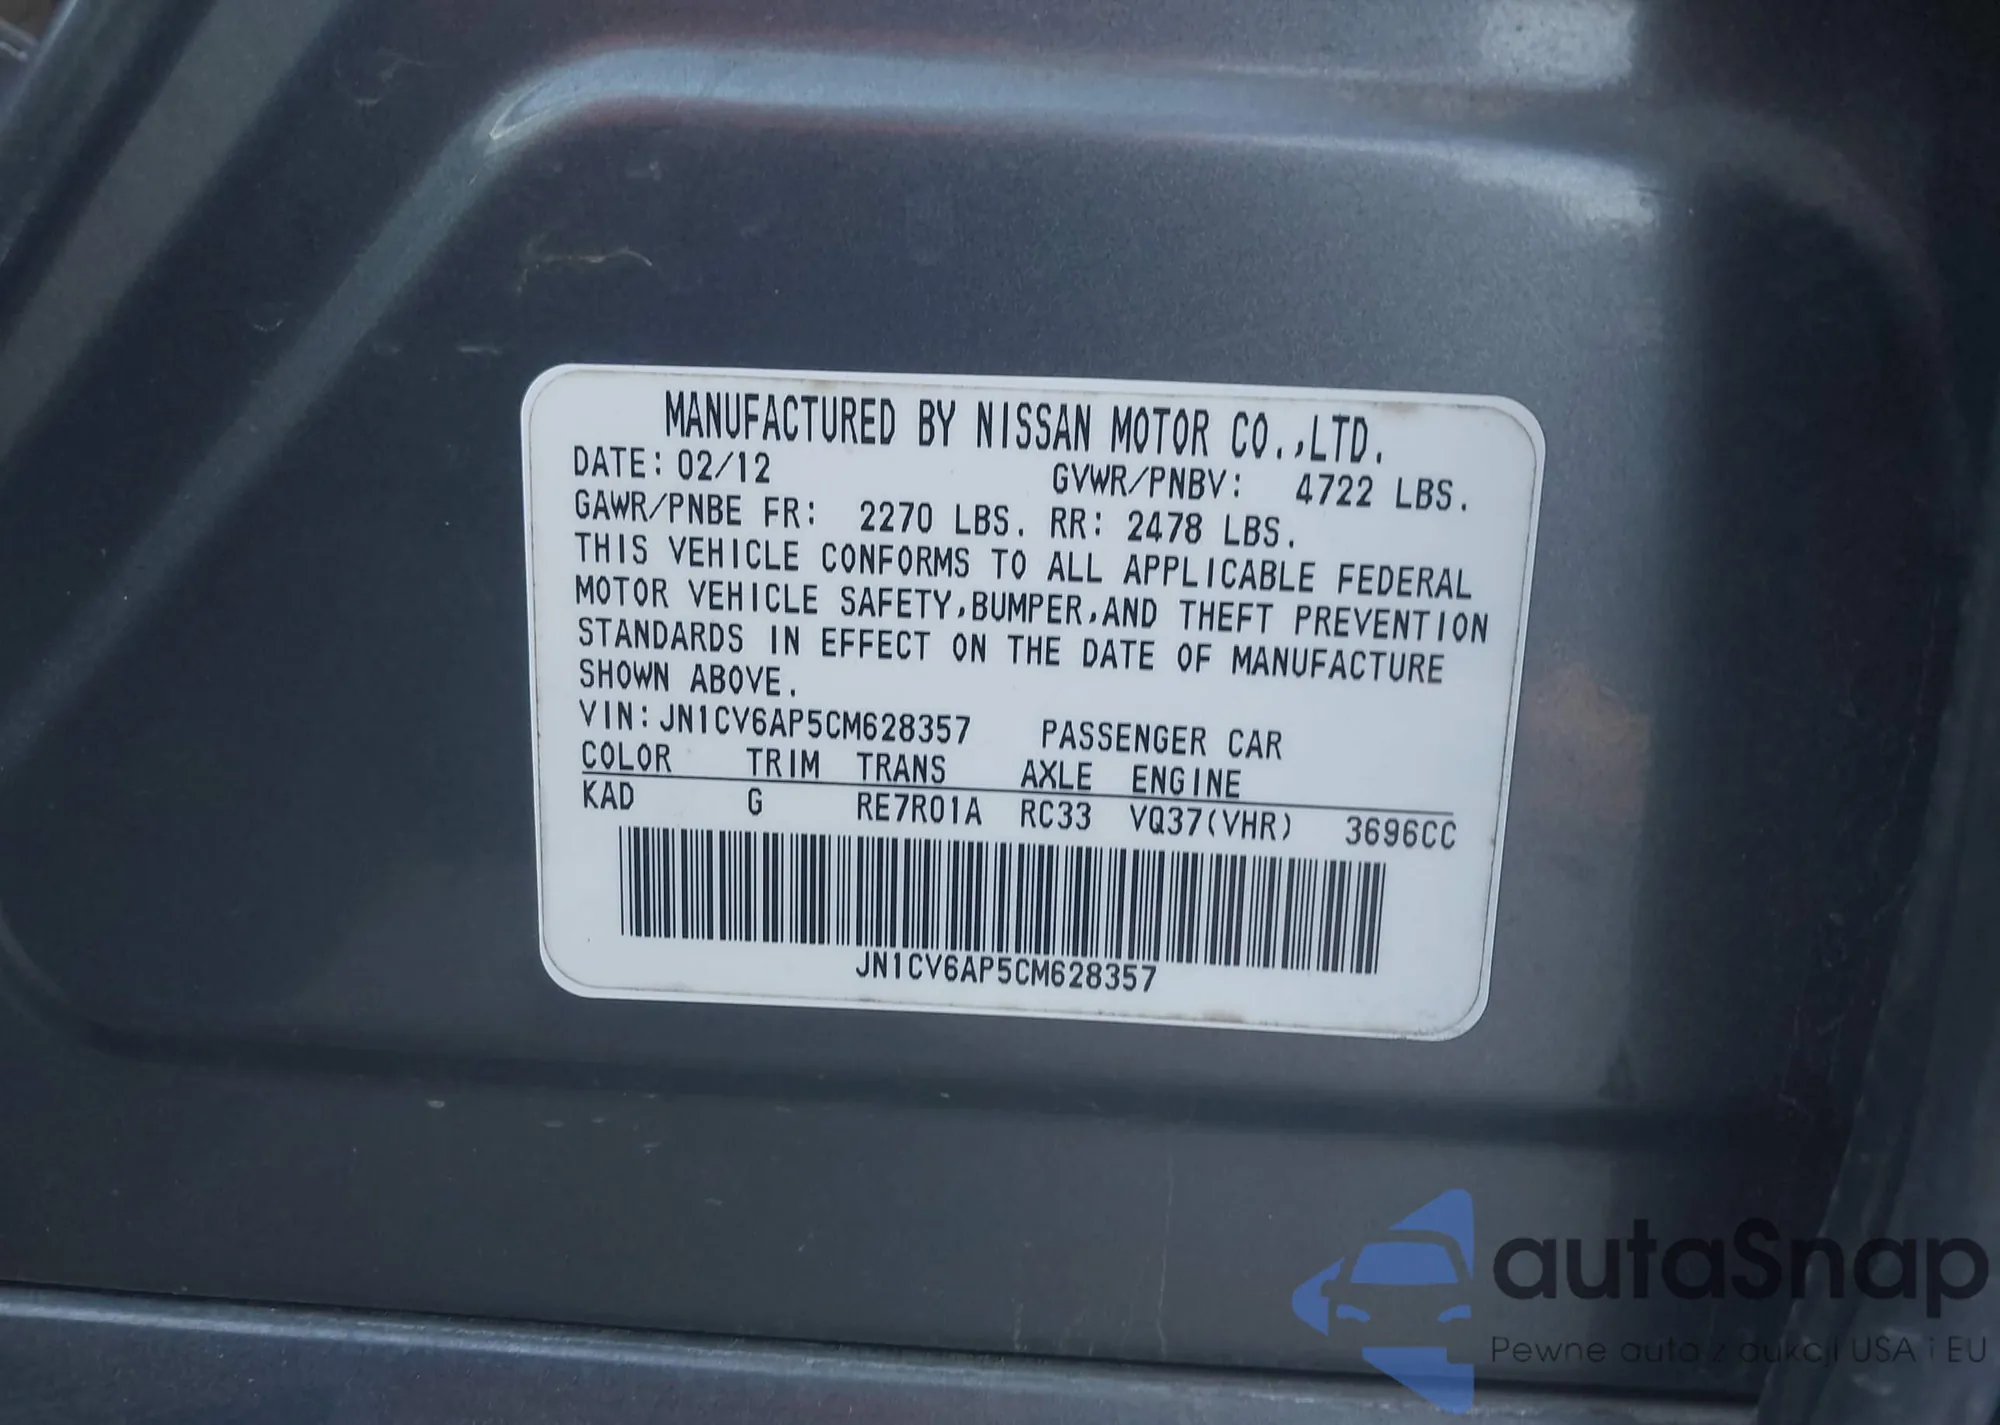 MANUFACTURED BY NISSAN MOTOR CO.,LTD.
DATE: 02/12 GVWR/PNBV: 4722 LBS.
GAWR/PNBE FR: 2270 LBS. RR: 2478 LBS.
THIS VEHICLE CONFORMS TO ALL APPLICABLE FEDERAL
MOTOR VEHICLE SAFETY,BUMPER,AND THEFT PREVENTION
STANDARDS IN EFFECT ON THE DATE OF MANUFACTURE
SHOWN ABOVE.
VIN: JN1CV6AP5CM628357 PASSENGER CAR
COLOR TRIM TRANS AXLE ENGINE
KAD G RE7R01A RC33 VQ37(VHR) 3696CC
JN1CV6AP5CM628357
autaSnap
Pewne auta z aukcji USA i EU